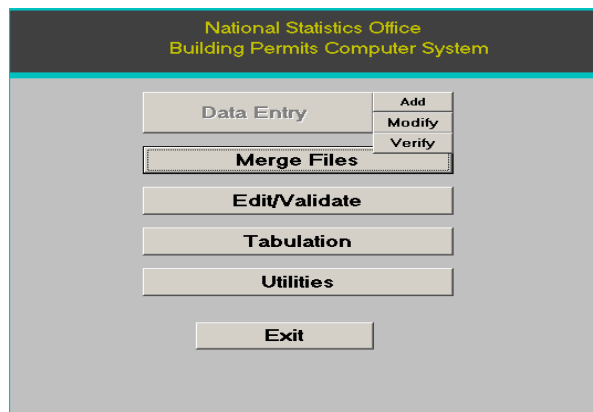 National Statistics Office
Building Permits Computer System
Data Entry
Add
Modify
Verify
Merge Files
Edit/Validate
Tabulation
Utilities
Exit